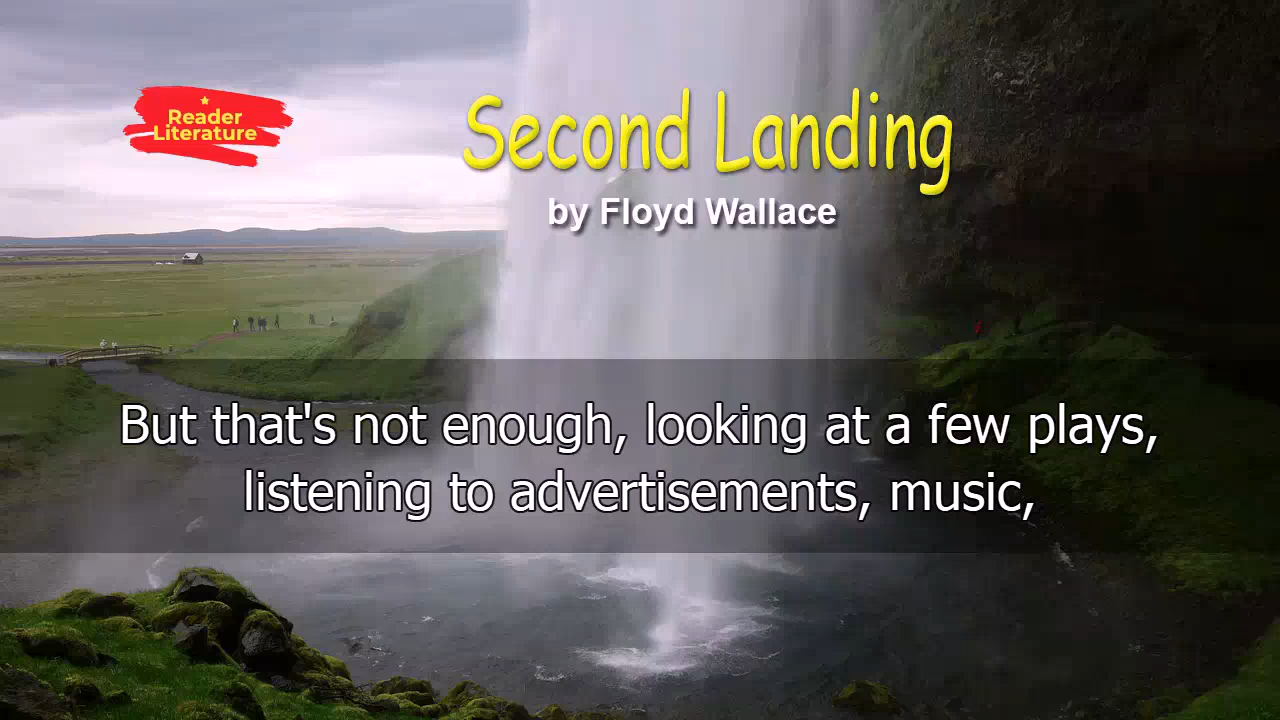 Reader
Literature
Second Landing
by Floyd Wallace
But that's not enough, looking at a few plays,
listening to advertisements, music,